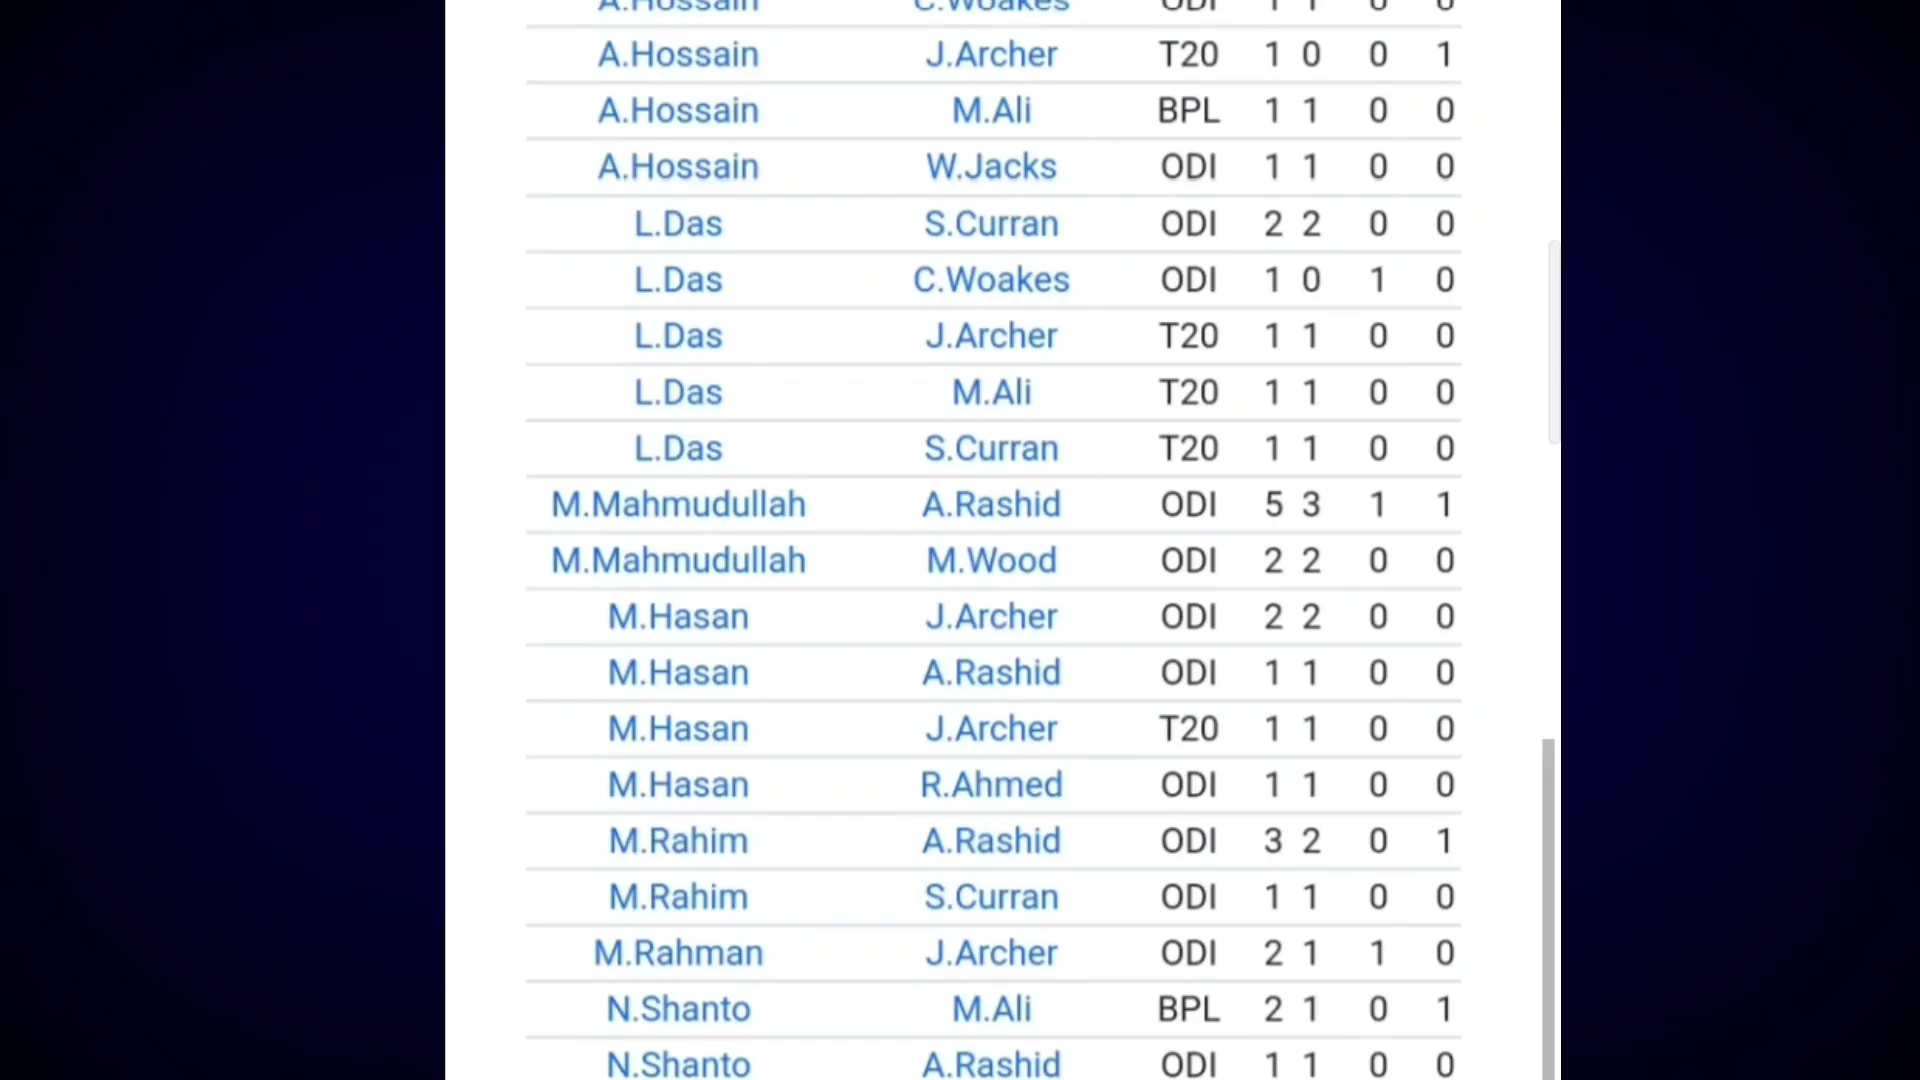 A.Hossain C.Woakes ODI 1 1 0 0
A.Hossain J.Archer T20 1 0 0 1
A.Hossain M.Ali BPL 1 1 0 0
A.Hossain W.Jacks ODI 1 1 0 0
L.Das S.Curran ODI 2 2 0 0
L.Das C.Woakes ODI 1 0 1 0
L.Das J.Archer T20 1 1 0 0
L.Das M.Ali T20 1 1 0 0
L.Das S.Curran T20 1 1 0 0
M.Mahmudullah A.Rashid ODI 5 3 1 1
M.Mahmudullah M.Wood ODI 2 2 0 0
M.Hasan J.Archer ODI 2 2 0 0
M.Hasan A.Rashid ODI 1 1 0 0
M.Hasan J.Archer T20 1 1 0 0
M.Hasan R.Ahmed ODI 1 1 0 0
M.Rahim A.Rashid ODI 3 2 0 1
M.Rahim S.Curran ODI 1 1 0 0
M.Rahman J.Archer ODI 2 1 1 0
N.Shanto M.Ali BPL 2 1 0 1
N.Shanto A.Rashid ODI 1 1 0 0